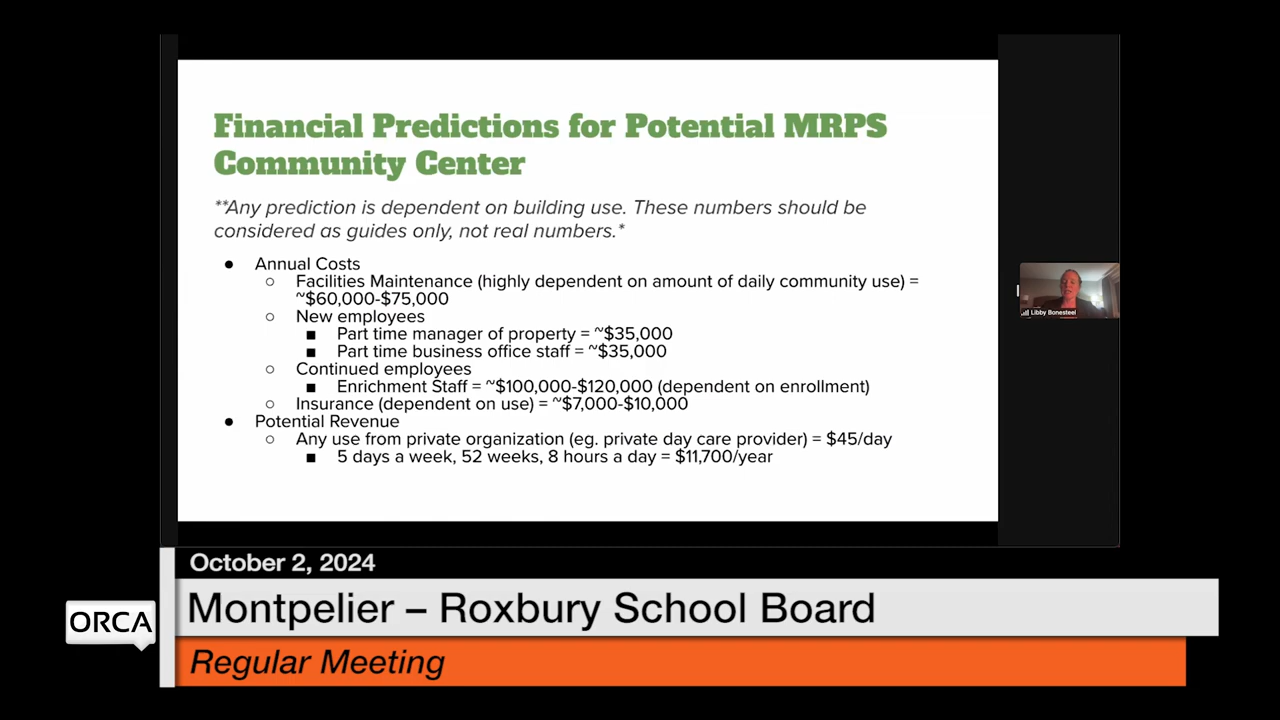 Financial Predictions for Potential MRPS
Community Center
**Any prediction is dependent on building use. These numbers should be
considered as guides only, not real numbers.*
● Annual Costs
○ Facilities Maintenance (highly dependent on amount of daily community use) =
~$60,000-$75,000
○ New employees
■ Part time manager of property = ~$35,000
■ Part time business office staff = ~$35,000
○ Continued employees
■ Enrichment Staff = ~$100,000-$120,000 (dependent on enrollment)
○ Insurance (dependent on use) = ~$7,000-$10,000
● Potential Revenue
○ Any use from private organization (eg. private day care provider) = $45/day
■ 5 days a week, 52 weeks, 8 hours a day = $11,700/year
Libby Bonesteel
October 2, 2024
Montpelier – Roxbury School Board
ORCA
Regular Meeting